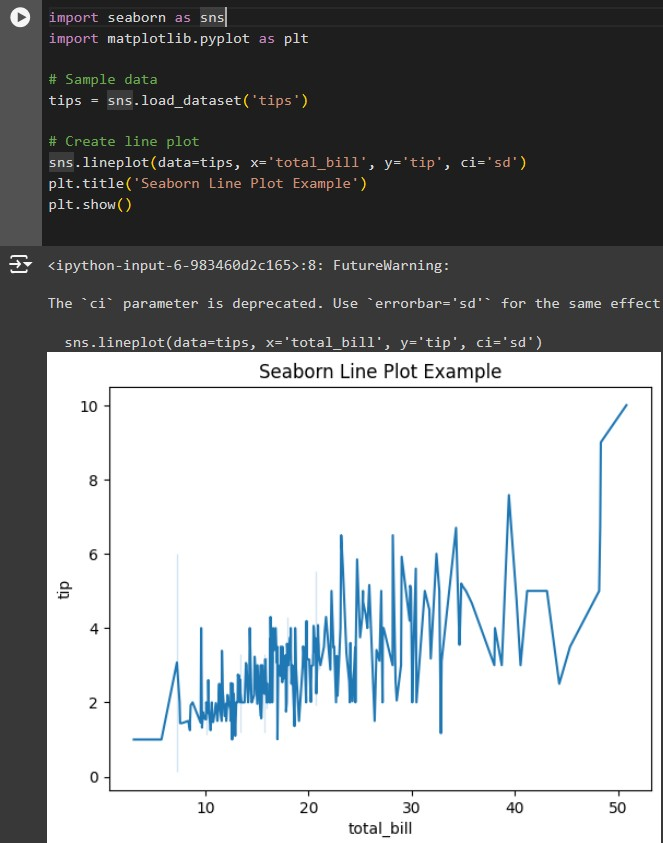 import seaborn as sns
import matplotlib.pyplot as plt
# Sample data
tips = sns.load_dataset('tips')
# Create line plot
sns.lineplot(data=tips, x='total_bill', y='tip', ci='sd')
plt.title('Seaborn Line Plot Example')
plt.show()
<ipython-input-6-983460d2c165>:8: FutureWarning:
The `ci` parameter is deprecated. Use `errorbar='sd'` for the same effect
sns.lineplot(data=tips, x='total_bill', y='tip', ci='sd')
Seaborn Line Plot Example
10
8
6
tip
4
2
0
10 20 30 40 50
total_bill